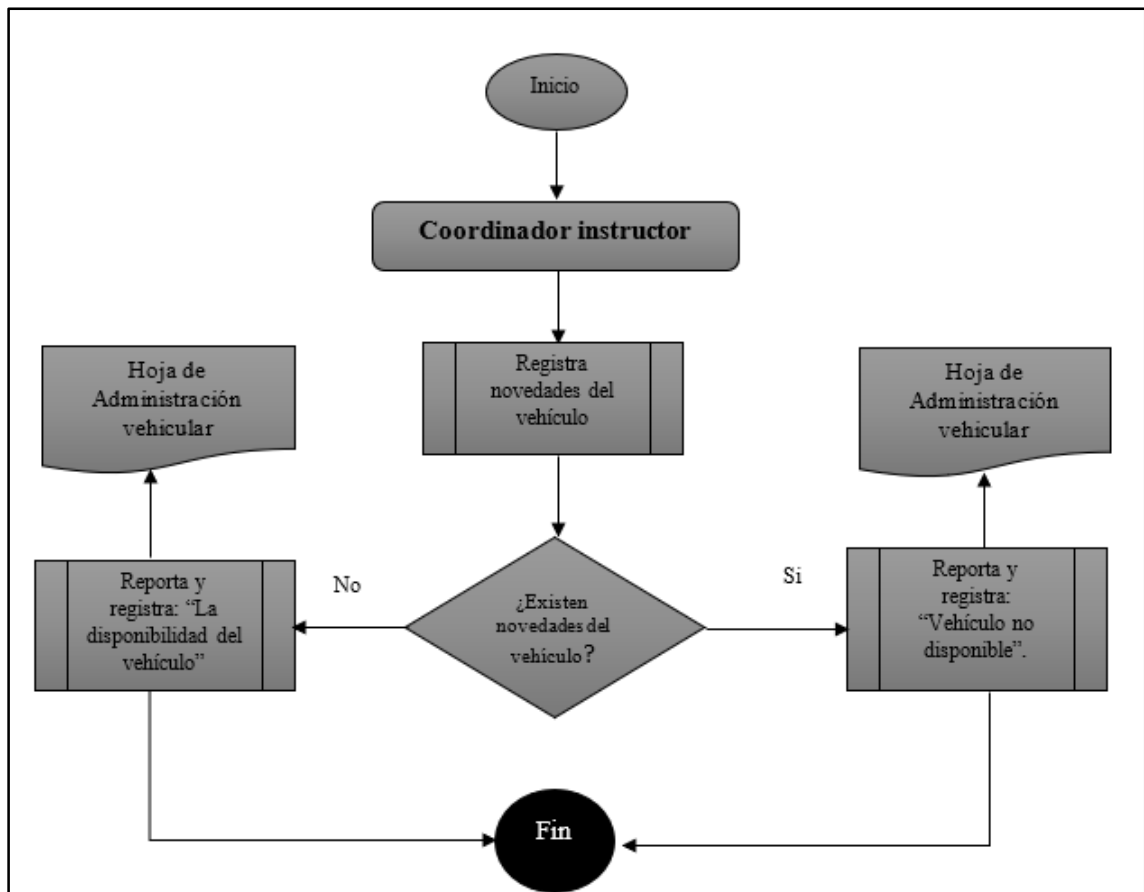 Inicio
Coordinador instructor
Registra
novedades del
vehículo
Hoja de
Administración
vehicular
Hoja de
Administración
vehicular
Reporta y
registra: “La
disponibilidad del
vehículo”
No
¿Existen
novedades del
vehículo?
Si
Reporta y
registra:
“Vehículo no
disponible”.
Fin